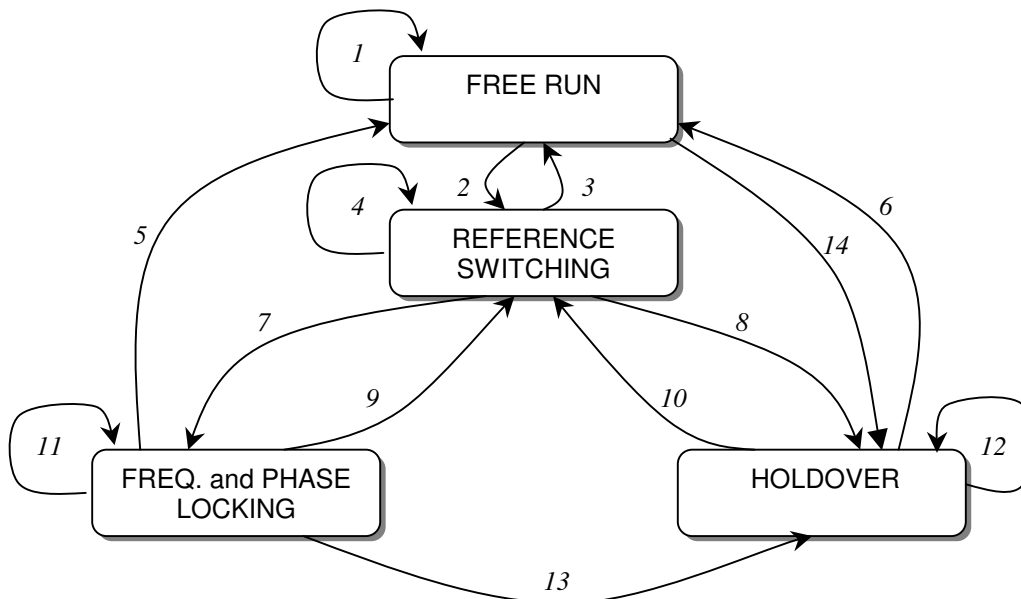 1
FREE RUN
2
3
4
REFERENCE
SWITCHING
5
6
14
7
8
9
10
11
FREQ. and PHASE
LOCKING
HOLDOVER
12
13